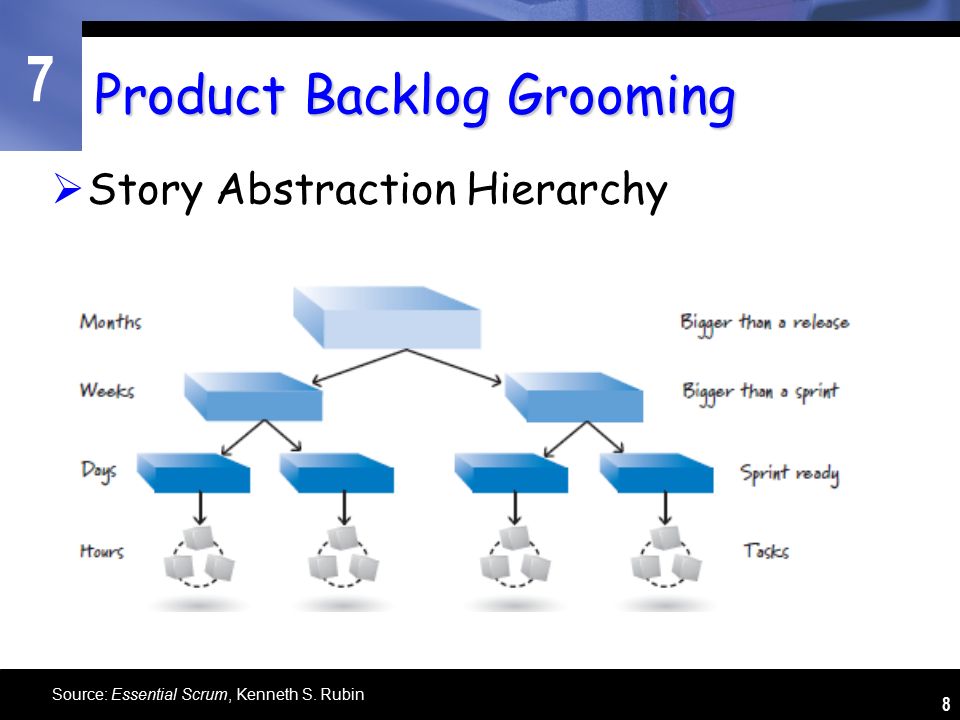 7
Product Backlog Grooming
Story Abstraction Hierarchy
Months
Bigger than a release
Weeks
Bigger than a sprint
Days
Sprint ready
Hours
Tasks
Source: Essential Scrum, Kenneth S. Rubin
8